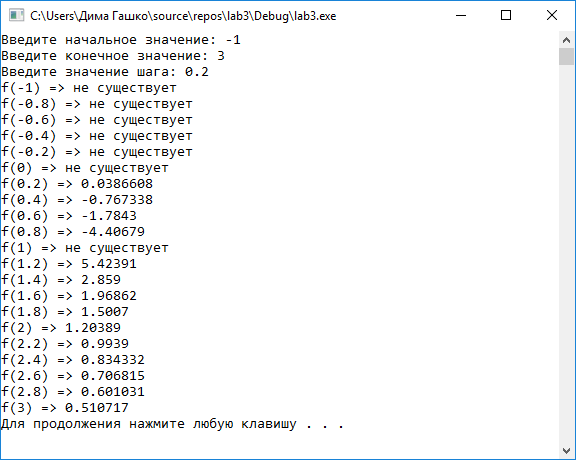 C:\Users\Дима Гашко\source\repos\lab3\Debug\lab3.exe
Введите начальное значение: -1
Введите конечное значение: 3
Введите значение шага: 0.2
f(-1) => не существует
f(-0.8) => не существует
f(-0.6) => не существует
f(-0.4) => не существует
f(-0.2) => не существует
f(0) => не существует
f(0.2) => 0.0386608
f(0.4) => -0.767338
f(0.6) => -1.7843
f(0.8) => -4.40679
f(1) => не существует
f(1.2) => 5.42391
f(1.4) => 2.859
f(1.6) => 1.96862
f(1.8) => 1.5007
f(2) => 1.20389
f(2.2) => 0.9939
f(2.4) => 0.834332
f(2.6) => 0.706815
f(2.8) => 0.601031
f(3) => 0.510717
Для продолжения нажмите любую клавишу . . .